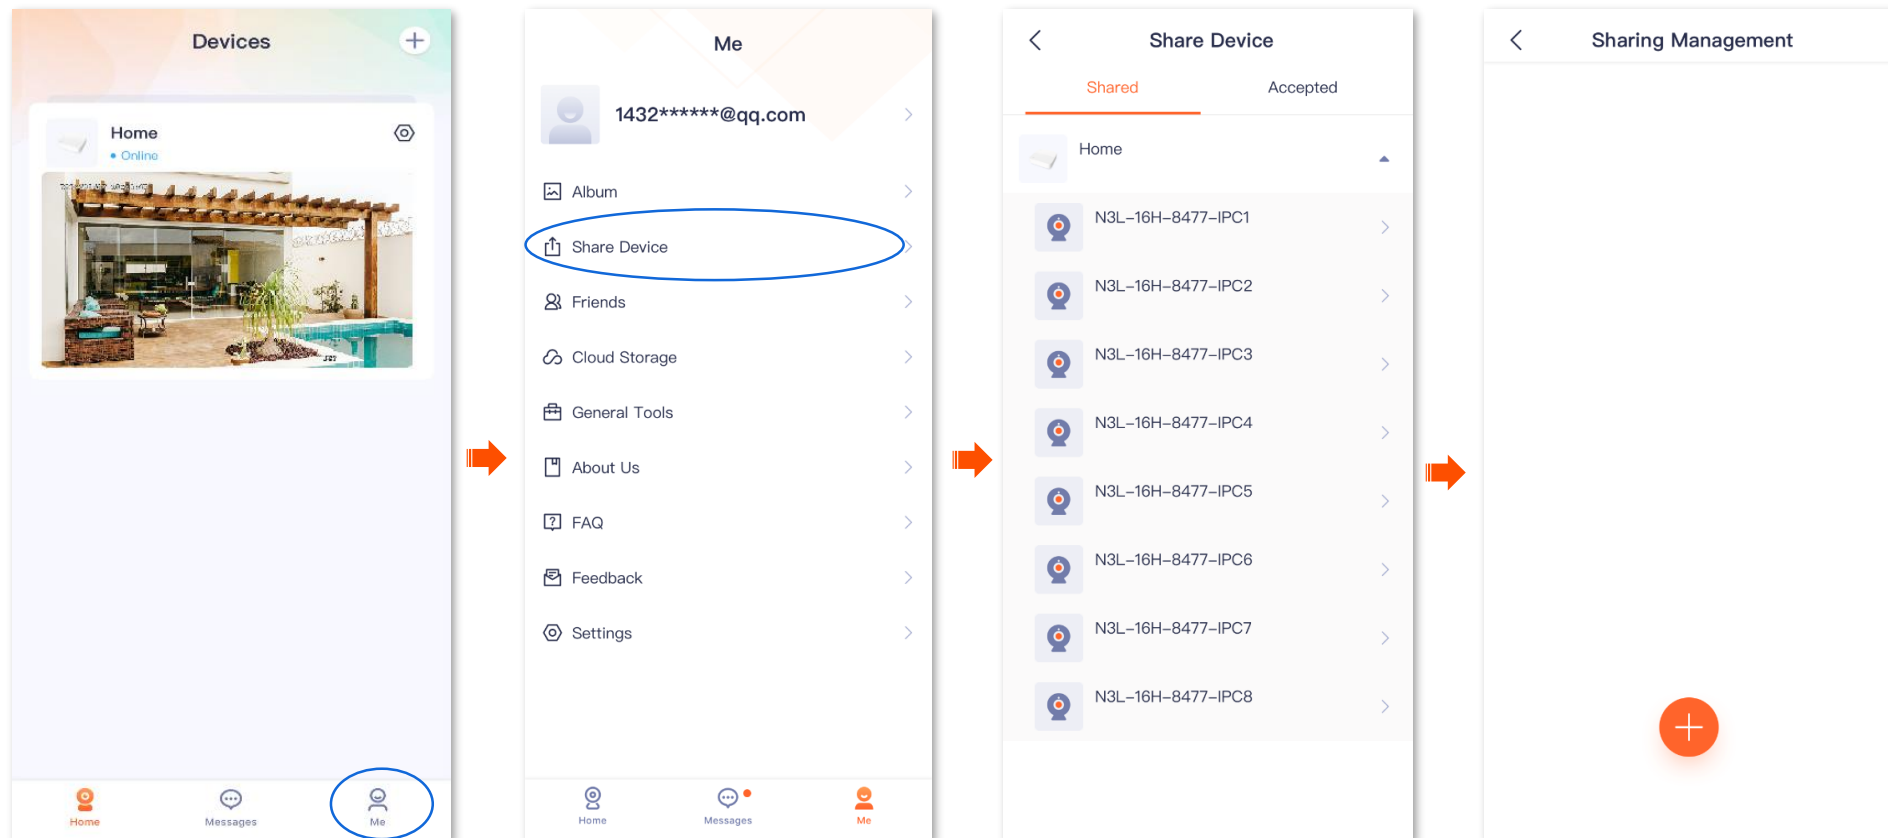 Devices
Home
Online
Home
Messages
Me
Me
1432******@qq.com
Album
Share Device
Friends
Cloud Storage
General Tools
About Us
FAQ
Feedback
Settings
Home
Messages
Me
Share Device
Shared
Accepted
Home
N3L-16H-8477-IPC1
N3L-16H-8477-IPC2
N3L-16H-8477-IPC3
N3L-16H-8477-IPC4
N3L-16H-8477-IPC5
N3L-16H-8477-IPC6
N3L-16H-8477-IPC7
N3L-16H-8477-IPC8
Sharing Management